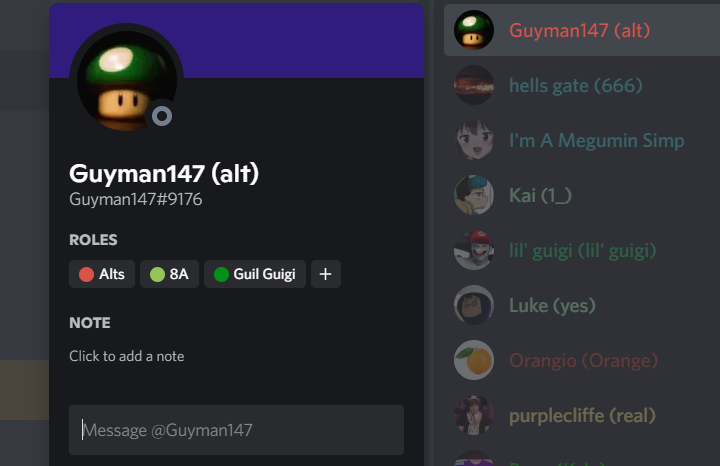 Guyman147 (alt)
Guyman147#9176
ROLES
Alts 8A Guil Guigi +
NOTE
Click to add a note
Message @Guyman147
Guyman147 (alt)
hells gate (666)
I'm A Megumin Simp
Kai (1_)
lil' guigi (lil' guigi)
Luke (yes)
Orangio (Orange)
purplecliffe (real)